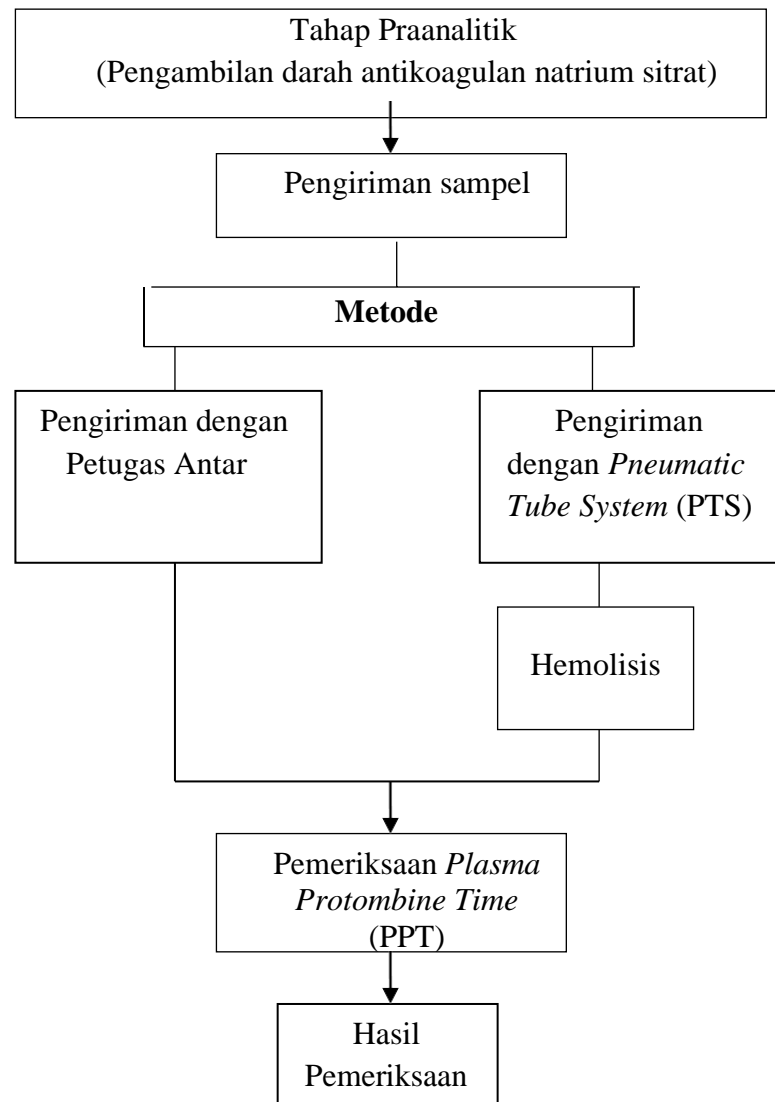 Tahap Praanalitik
(Pengambilan darah antikoagulan natrium sitrat)
Pengiriman sampel
Metode
Pengiriman dengan
Petugas Antar
Pengiriman
dengan Pneumatic
Tube System (PTS)
Hemolisis
Pemeriksaan Plasma
Protombine Time
(PPT)
Hasil
Pemeriksaan